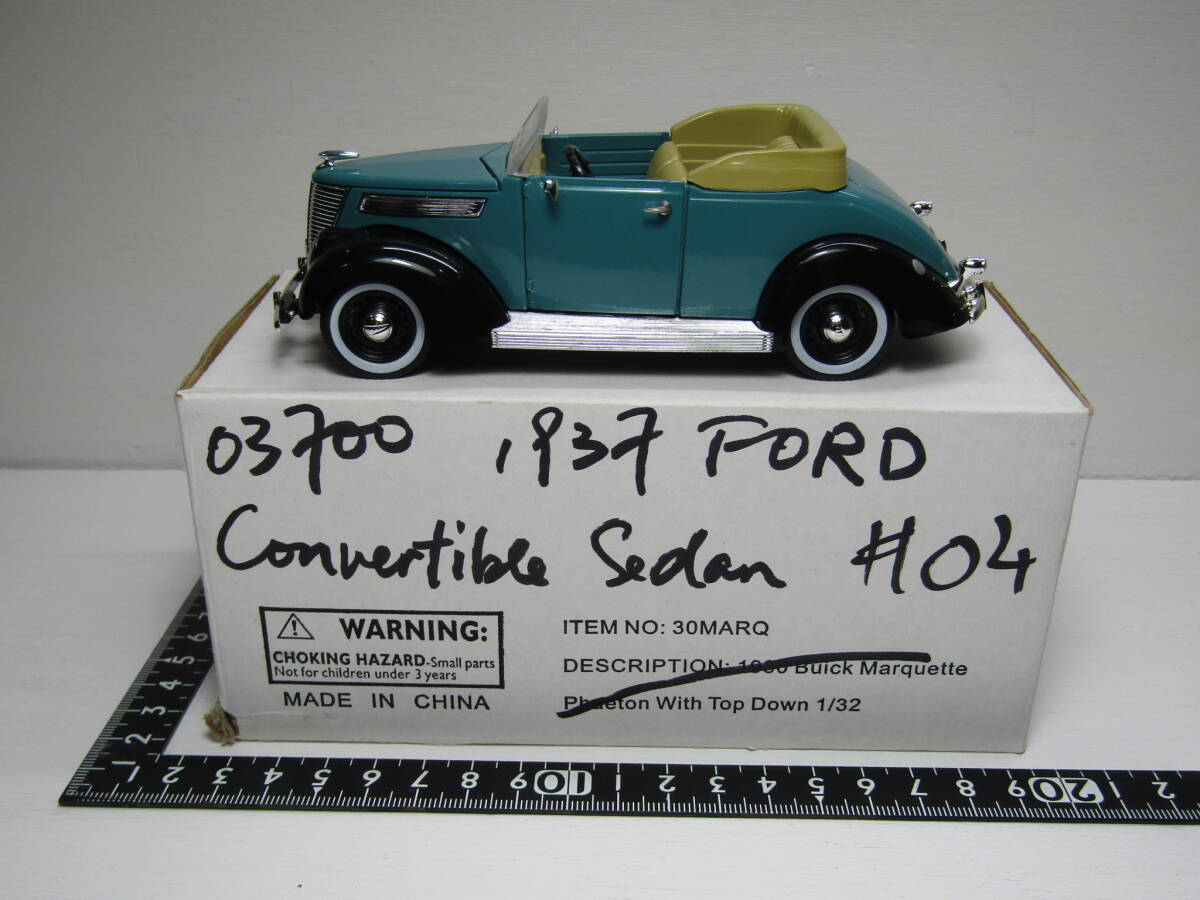 03700 1937 FORD
Convertible Sedan #04
WARNING:
CHOKING HAZARD-Small parts
Not for children under 3 years
MADE IN CHINA
ITEM NO: 30MARQ
DESCRIPTION: 1930 Buick Marquette
Phaeton With Top Down 1/32
1 2 3 4 5 6
1 2 3 4 5 6 7 8 9 10 1 2 3 4 5 6 7 8 9 20 1 2